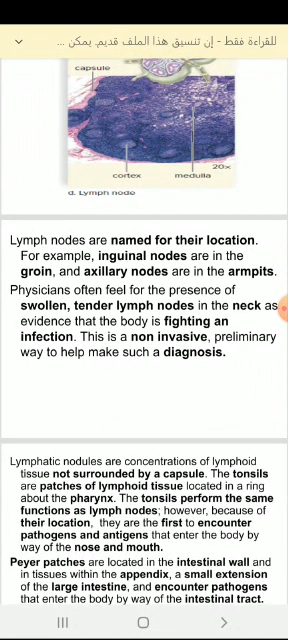 للقراءة فقط - إن تنسيق هذا الملف قديم. يمكن ...
capsule
20x
cortex
medulla
d. Lymph node
Lymph nodes are named for their location.
For example, inguinal nodes are in the
groin, and axillary nodes are in the armpits.
Physicians often feel for the presence of
swollen, tender lymph nodes in the neck as
evidence that the body is fighting an
infection. This is a non invasive, preliminary
way to help make such a diagnosis.
Lymphatic nodules are concentrations of lymphoid
tissue not surrounded by a capsule. The tonsils
are patches of lymphoid tissue located in a ring
about the pharynx. The tonsils perform the same
functions as lymph nodes; however, because of
their location, they are the first to encounter
pathogens and antigens that enter the body by
way of the nose and mouth.
Peyer patches are located in the intestinal wall and
in tissues within the appendix, a small extension
of the large intestine, and encounter pathogens
that enter the body by way of the intestinal tract.